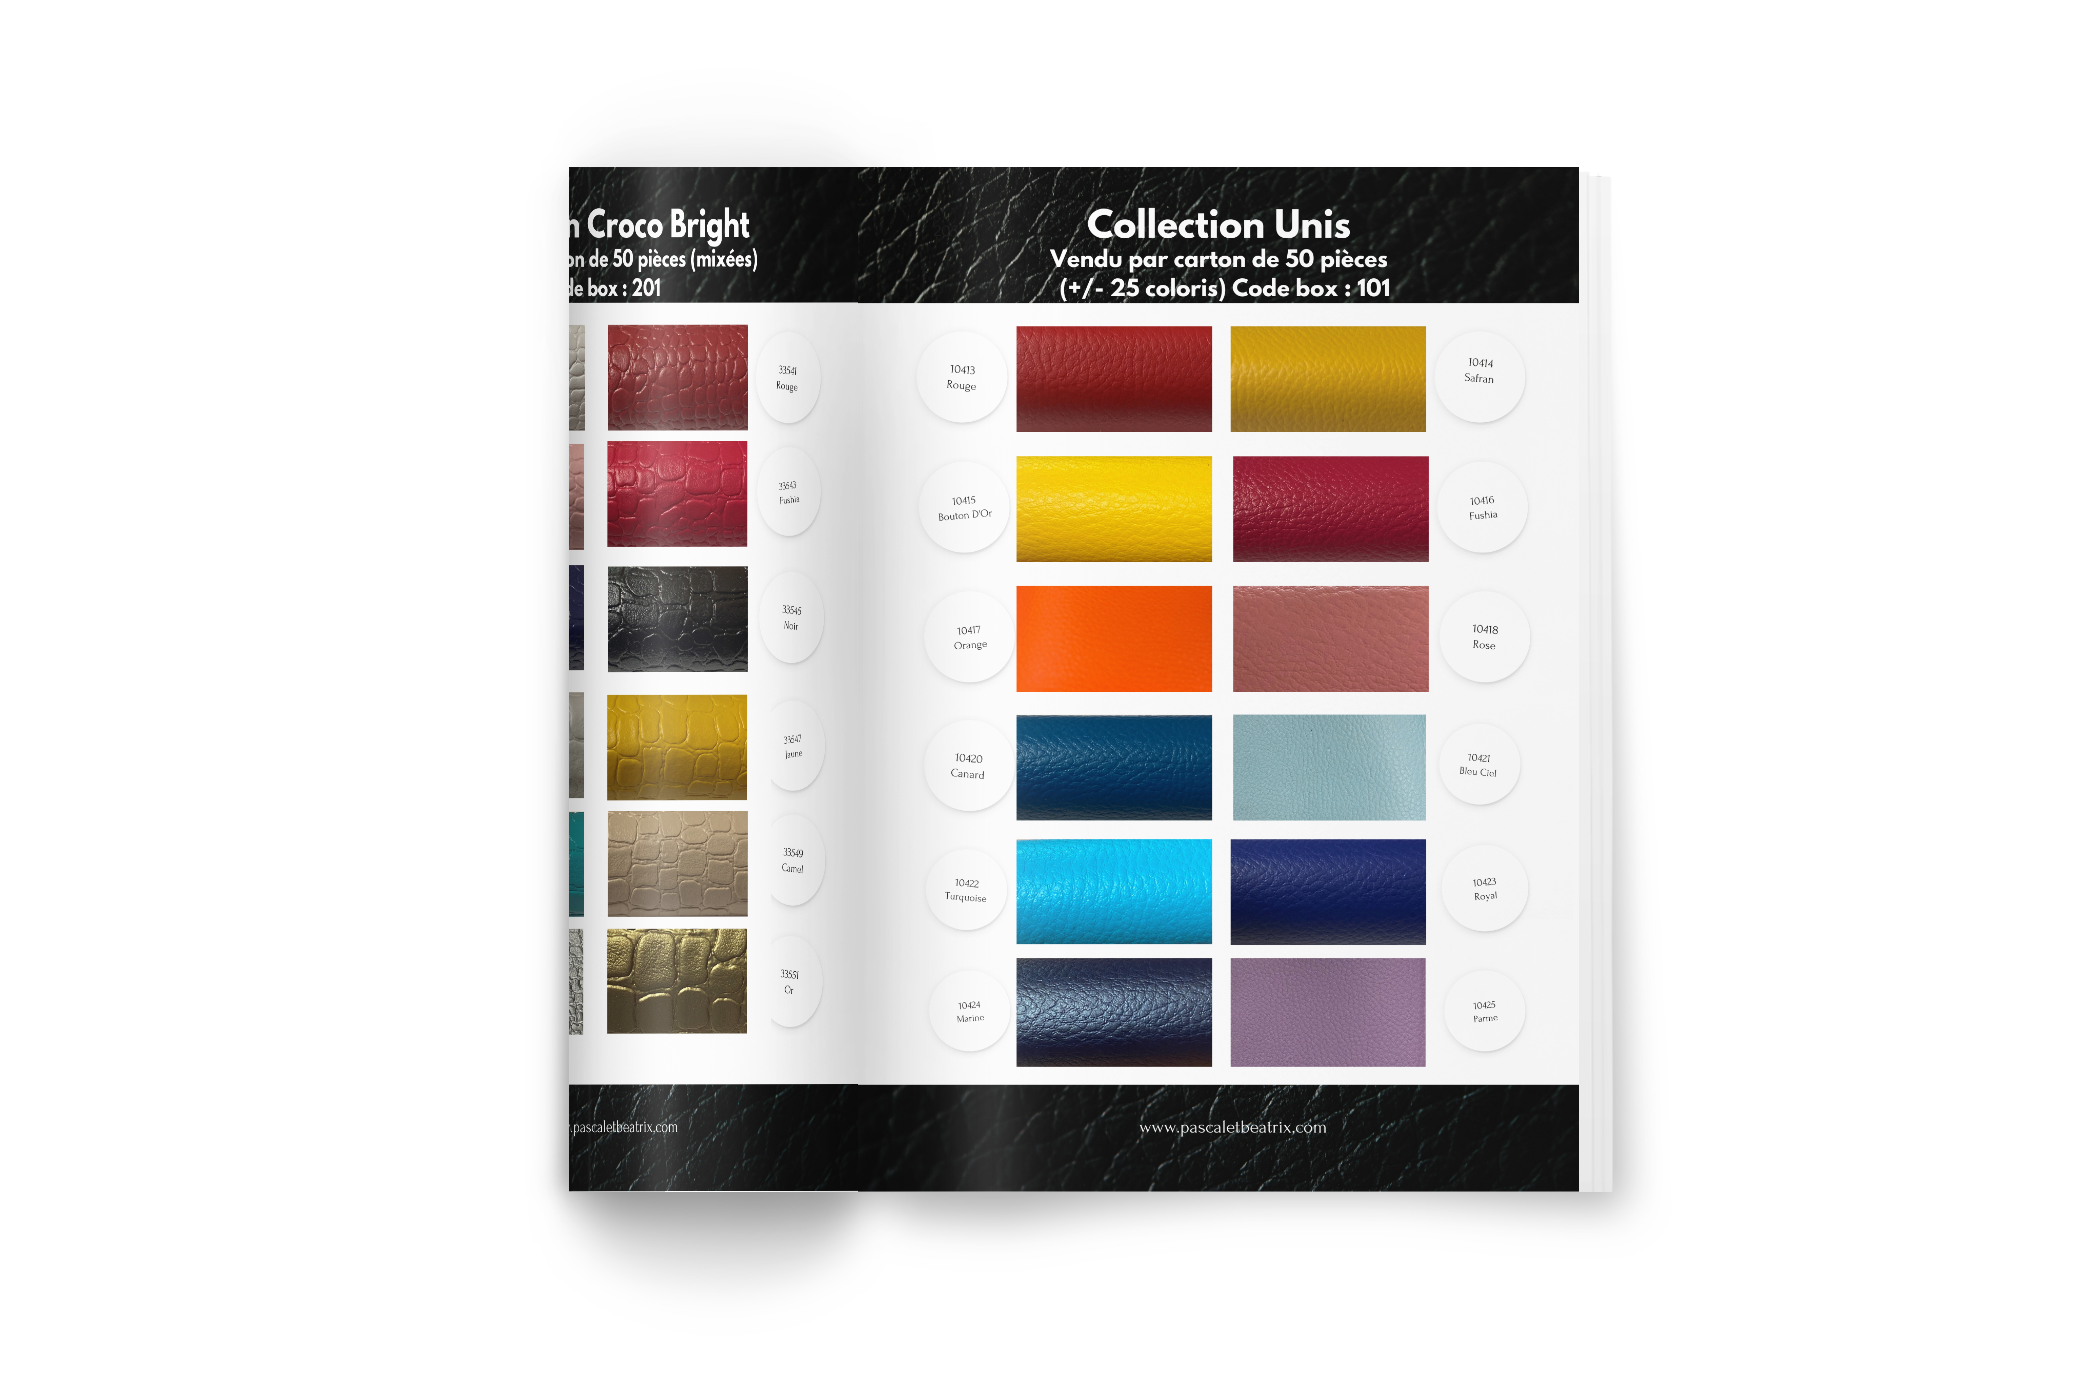 Croco Bright
de 50 pièces (mixées)
box : 201
33541
Rouge
33543
Fushia
33545
Noir
33547
Jaune
33549
Camel
33551
Or
.pascaletbeatrix.com
Collection Unis
Vendu par carton de 50 pièces
(+/- 25 coloris) Code box : 101
10413
Rouge
10414
Safran
10415
Bouton D'Or
10416
Fushia
10417
Orange
10418
Rose
10420
Canard
10421
Bleu Ciel
10422
Turquoise
10423
Royal
10424
Marine
10425
Parme
www.pascaletbeatrix.com